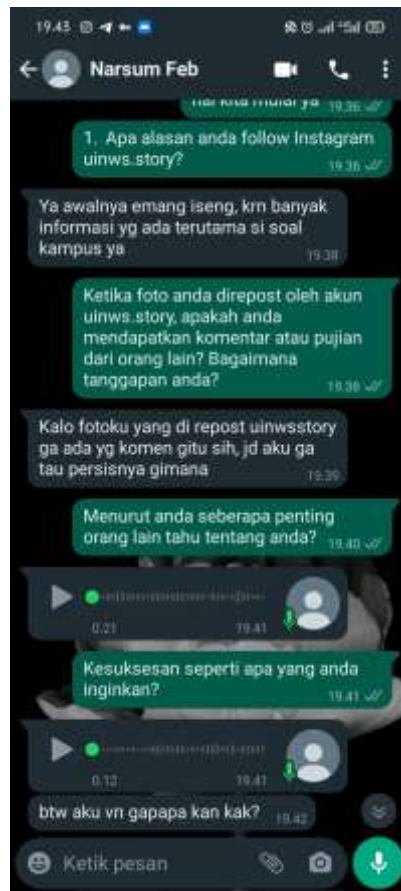 19.43
Narsum Feb
kita mulai ya 19.36
1. Apa alasan anda follow Instagram
uinws.story?
19.36
Ya awalnya emang iseng, krn banyak
informasi yg ada terutama si soal
kampus ya
19.38
Ketika foto anda direpost oleh akun
uinws.story, apakah anda
mendapatkan komentar atau pujian
dari orang lain? Bagaimana
tanggapan anda?
19.38
Kalo fotoku yang di repost uinwsstory
ga ada yg komen gitu sih, jd aku ga
tau persisnya gimana
19.39
Menurut anda seberapa penting
orang lain tahu tentang anda?
19.40
0.21
19.41
Kesuksesan seperti apa yang anda
inginkan?
19.41
0.12
19.41
btw aku vn gapapa kan kak?
19.42
Ketik pesan